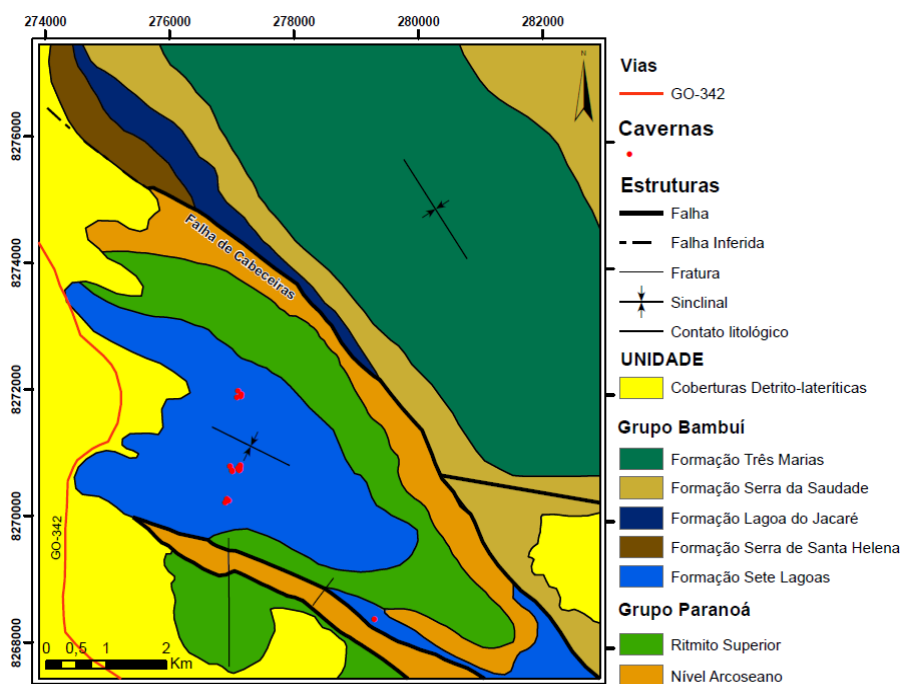 274000 276000 278000 280000 282000
N
8276000
8274000
8272000
8270000
8268000
Falha de Cabeceiras
GO-342
0 0,5 1 2
Km
Vias
GO-342
Cavernas
Estruturas
Falha
Falha Inferida
Fratura
Sinclinal
Contato litológico
UNIDADE
Coberturas Detrito-lateríticas
Grupo Bambuí
Formação Três Marias
Formação Serra da Saudade
Formação Lagoa do Jacaré
Formação Serra de Santa Helena
Formação Sete Lagoas
Grupo Paranoá
Ritmito Superior
Nível Arcoseano